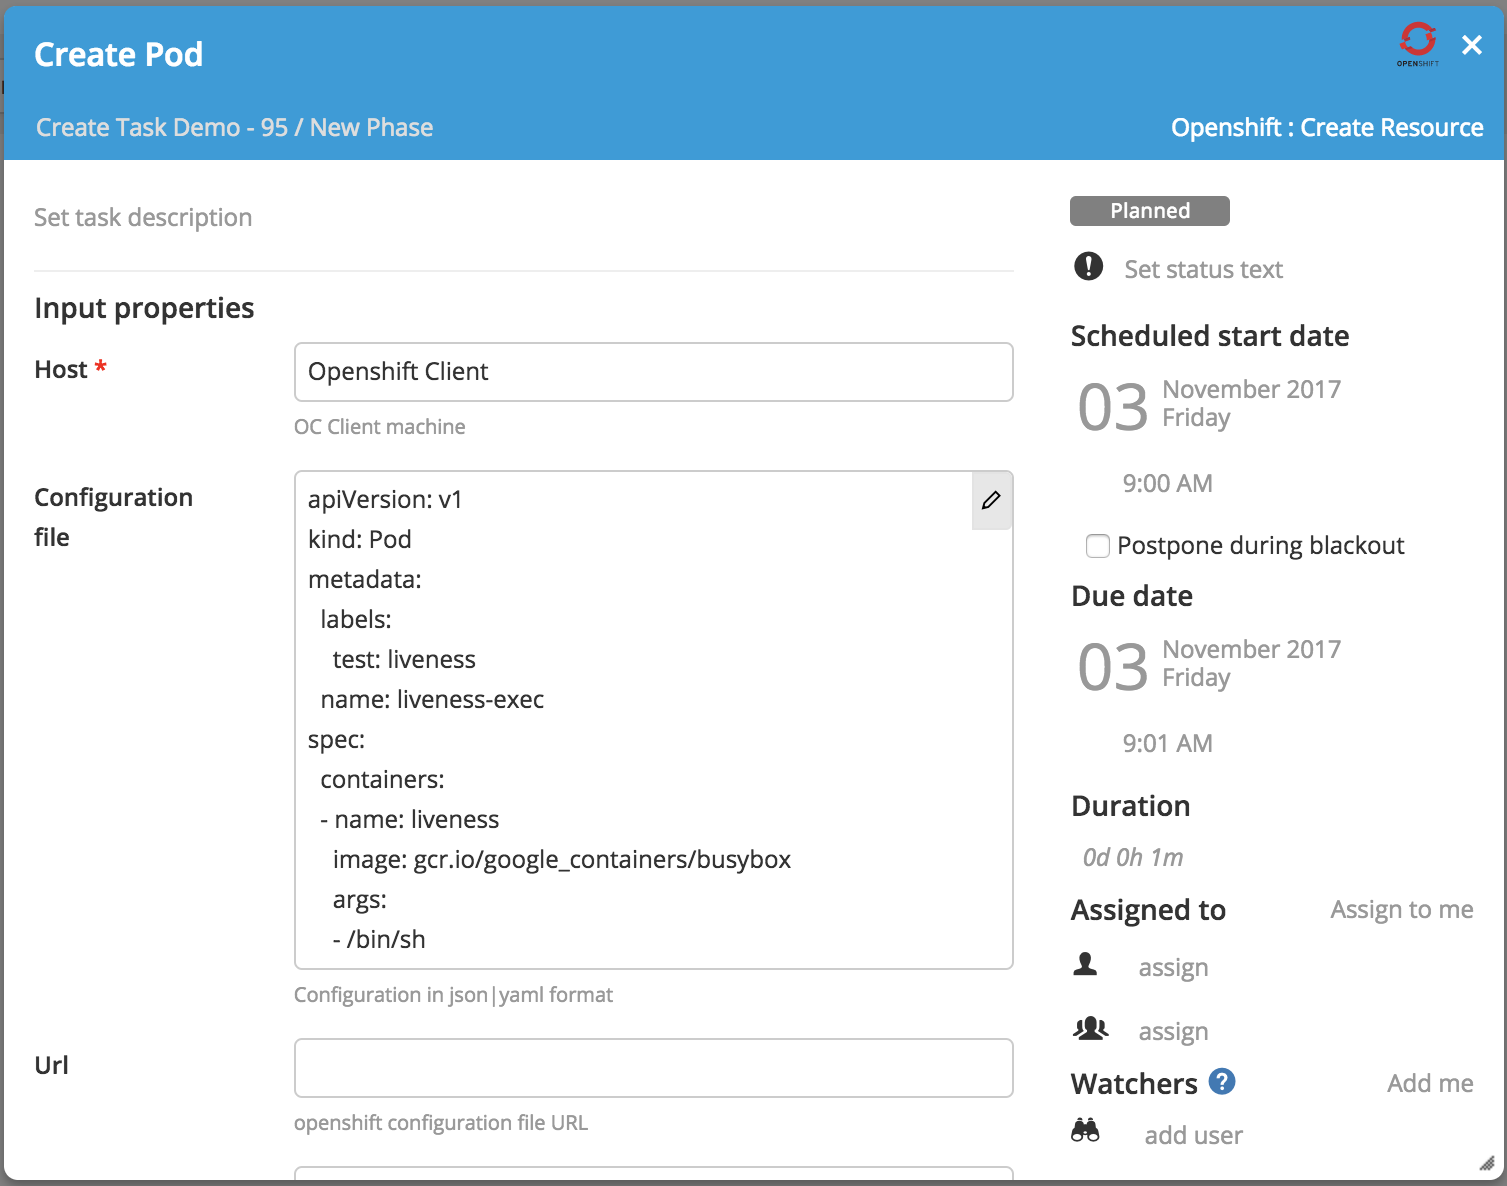 Create Pod
OPENSHIFT
Create Task Demo - 95 / New Phase
Openshift : Create Resource
Set task description
Input properties
Host *
Openshift Client
OC Client machine
Configuration
file
apiVersion: v1
kind: Pod
metadata:
  labels:
    test: liveness
  name: liveness-exec
spec:
  containers:
  - name: liveness
    image: gcr.io/google_containers/busybox
    args:
    - /bin/sh
Configuration in json|yaml format
Url
openshift configuration file URL
Planned
Set status text
Scheduled start date
03
November 2017
Friday
9:00 AM
Postpone during blackout
Due date
03
November 2017
Friday
9:01 AM
Duration
0d 0h 1m
Assigned to
Assign to me
assign
assign
Watchers ?
Add me
add user